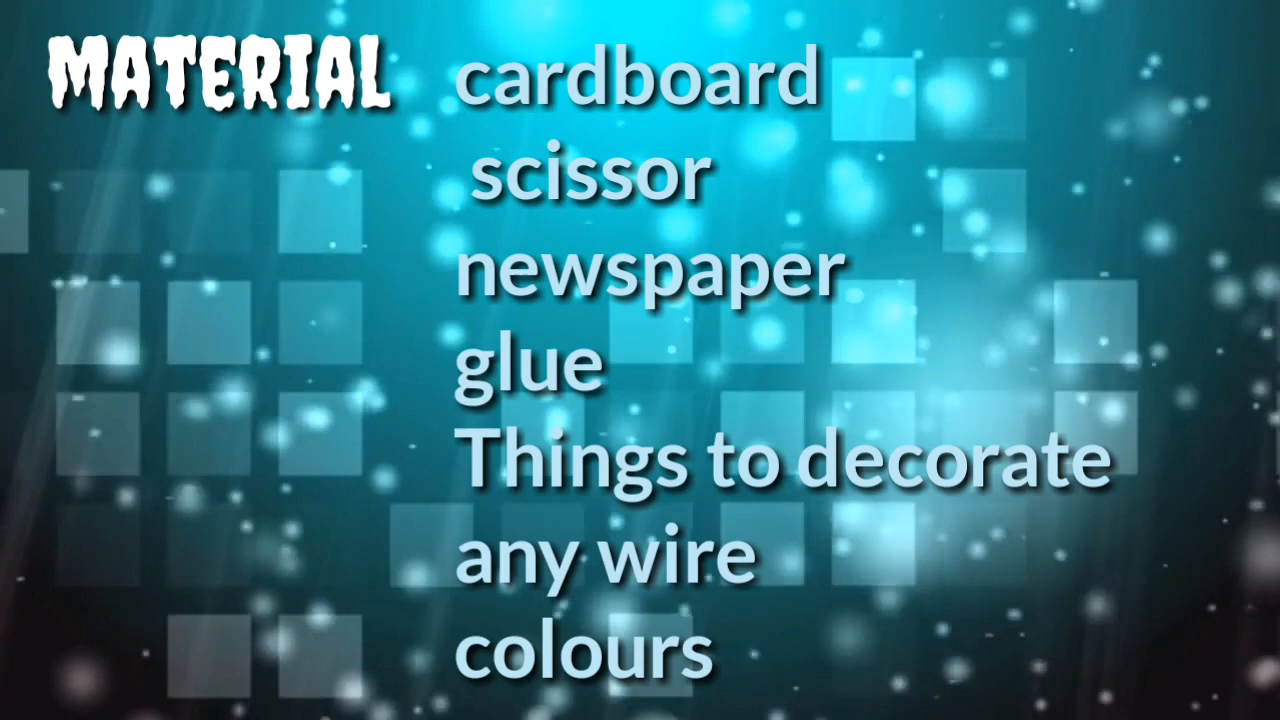 MATERIAL
cardboard
scissor
newspaper
glue
Things to decorate
any wire
colours